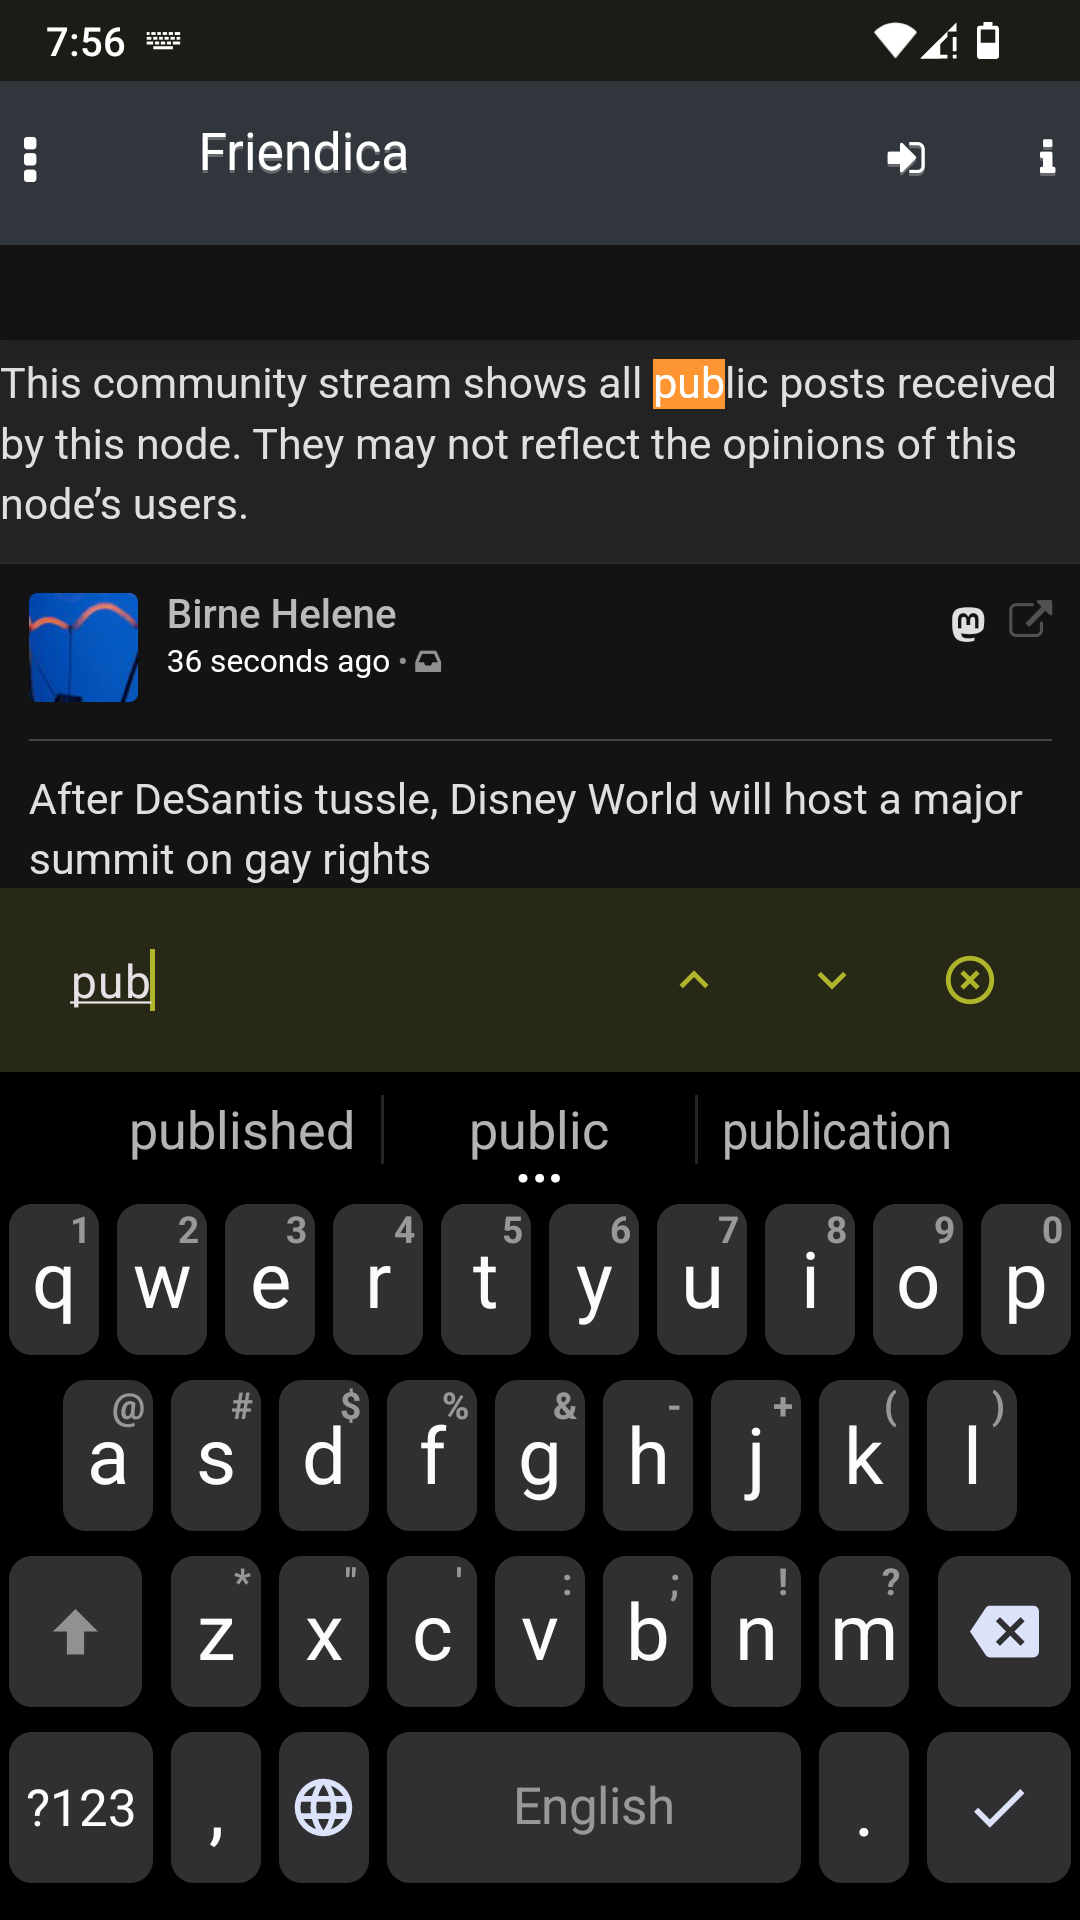 7:56
Friendica
This community stream shows all public posts received
by this node. They may not reflect the opinions of this
node’s users.
Birne Helene
36 seconds ago •
After DeSantis tussle, Disney World will host a major
summit on gay rights
pub
published public publication
1 2 3 4 5 6 7 8 9 0
q w e r t y u i o p
@ # $ % & - + ( )
a s d f g h j k l
* " ' : ; ! ?
z x c v b n m
?123 , English .